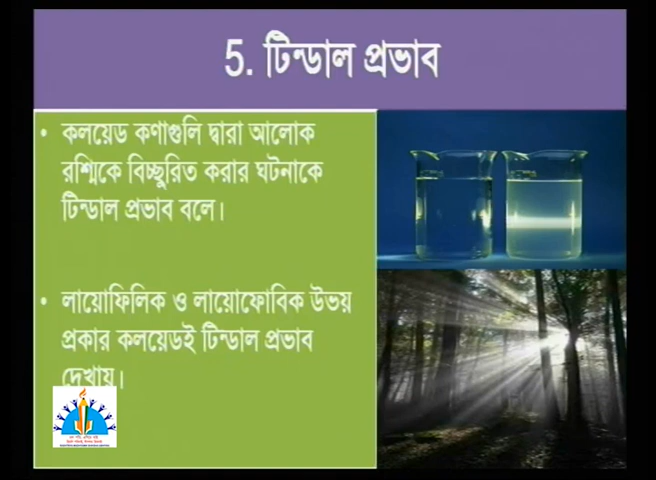 5. টিন্ডাল প্রভাব
• কলয়েড কণাগুলি দ্বারা আলোক
রশ্মিকে বিচ্ছুরিত করার ঘটনাকে
টিন্ডাল প্রভাব বলে।
• লায়োফিলিক ও লায়োফোবিক উভয়
প্রকার কলয়েডই টিন্ডাল প্রভাব
দেখায়।